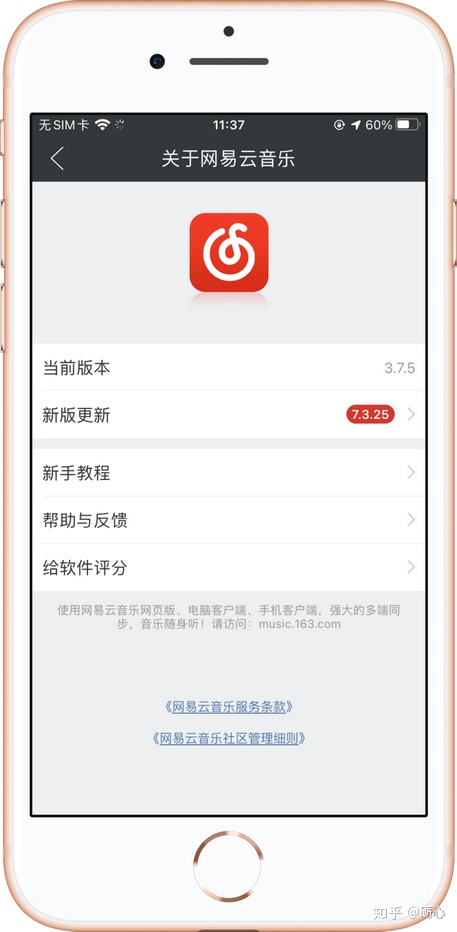 无SIM卡 11:37 60%
关于网易云音乐
当前版本 3.7.5
新版更新 7.3.25
新手教程
帮助与反馈
给软件评分
使用网易云音乐网页版、电脑客户端、手机客户端，强大的多端同
步，音乐随身听！请访问：music.163.com
《网易云音乐服务条款》
《网易云音乐社区管理细则》
知乎 @砺心